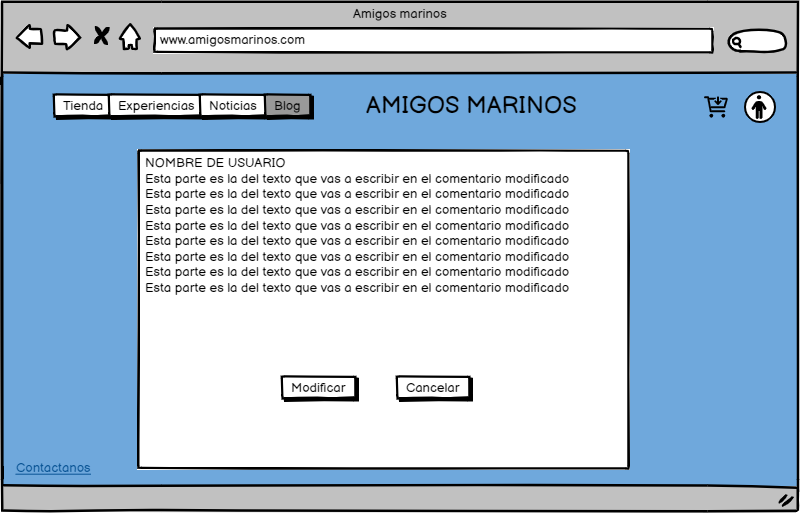 Amigos marinos
www.amigosmarinos.com
Tienda Experiencias Noticias Blog AMIGOS MARINOS
NOMBRE DE USUARIO
Esta parte es la del texto que vas a escribir en el comentario modificado
Esta parte es la del texto que vas a escribir en el comentario modificado
Esta parte es la del texto que vas a escribir en el comentario modificado
Esta parte es la del texto que vas a escribir en el comentario modificado
Esta parte es la del texto que vas a escribir en el comentario modificado
Esta parte es la del texto que vas a escribir en el comentario modificado
Esta parte es la del texto que vas a escribir en el comentario modificado
Esta parte es la del texto que vas a escribir en el comentario modificado
Modificar Cancelar
Contactanos